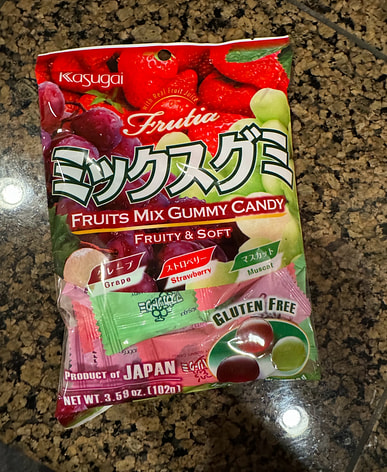 Kasugai
with Real Fruit Juice
Frutia
ミックスグミ
FRUITS MIX GUMMY CANDY
FRUITY & SOFT
グレープ
Grape
ストロベリー
Strawberry
マスカット
Muscat
GLUTEN FREE
PRODUCT OF JAPAN
NET WT. 3.59 oz. (102g)